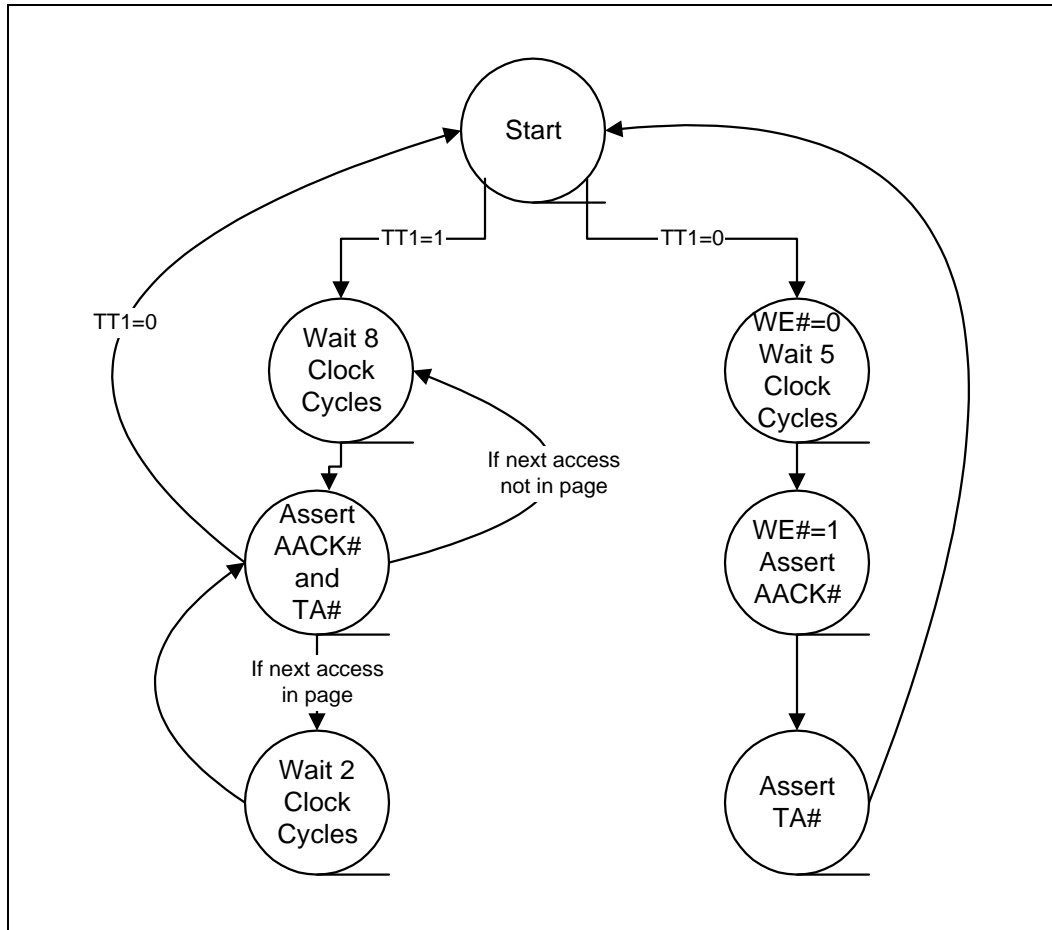 Start
TT1=1
TT1=0
TT1=0
Wait 8
Clock
Cycles
WE#=0
Wait 5
Clock
Cycles
If next access
not in page
Assert
AACK#
and
TA#
WE#=1
Assert
AACK#
If next access
in page
Wait 2
Clock
Cycles
Assert
TA#